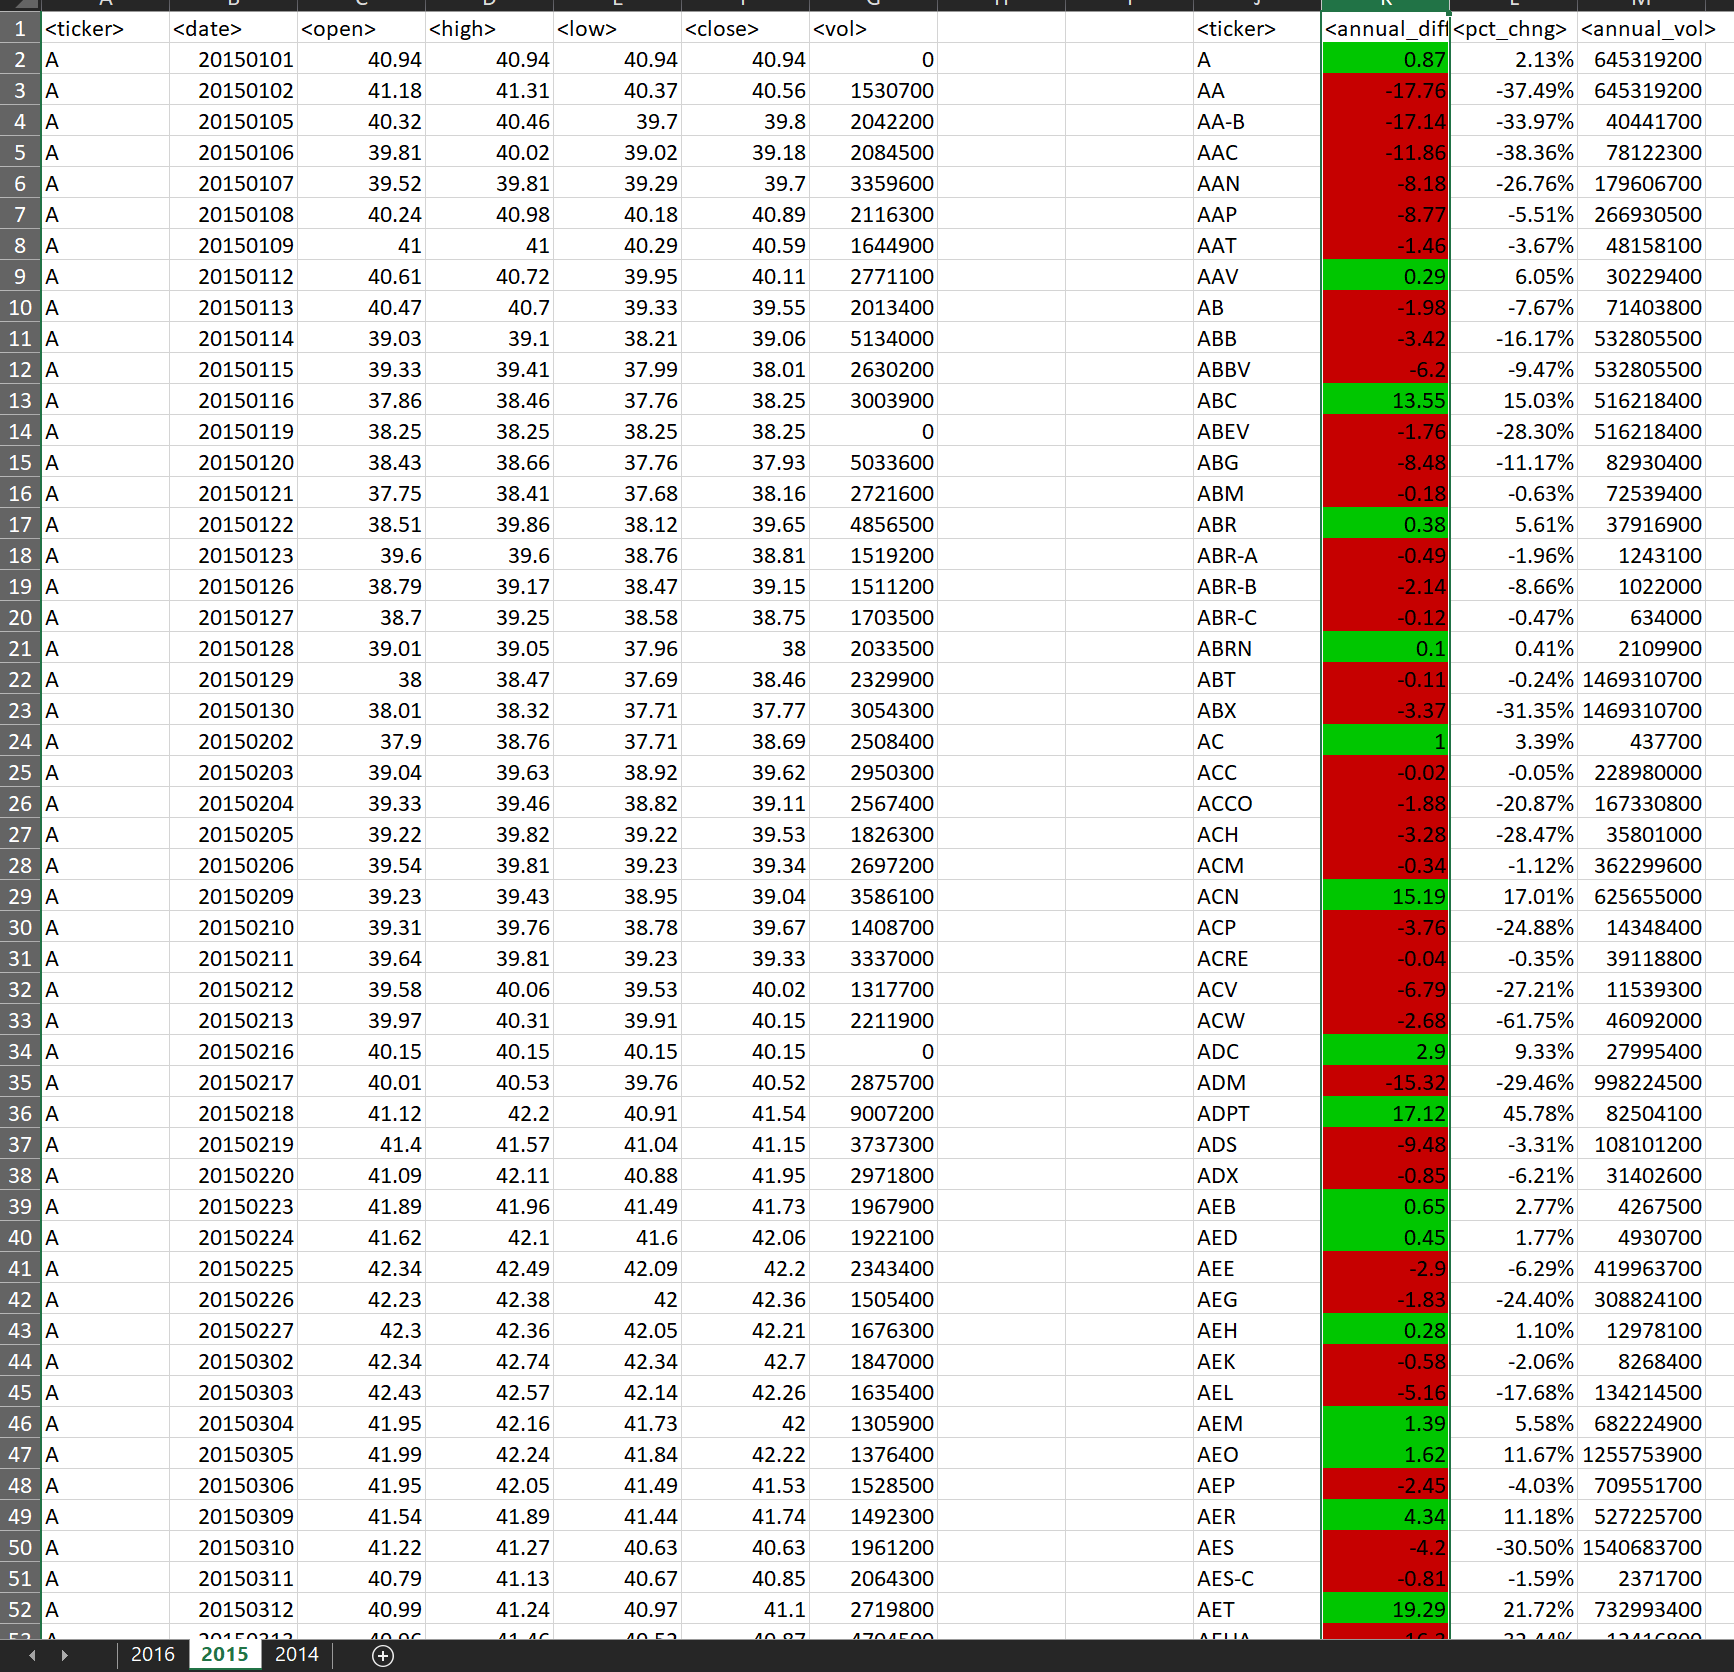 1 <ticker> <date> <open> <high> <low> <close> <vol> <ticker> <annual_diff <pct_chng> <annual_vol>
2 A 20150101 40.94 40.94 40.94 40.94 0 A 0.87 2.13% 645319200
3 A 20150102 41.18 41.31 40.37 40.56 1530700 AA -17.76 -37.49% 645319200
4 A 20150105 40.32 40.46 39.7 39.8 2042200 AA-B -17.14 -33.97% 40441700
5 A 20150106 39.81 40.02 39.02 39.18 2084500 AAC -11.86 -38.36% 78122300
6 A 20150107 39.52 39.81 39.29 39.7 3359600 AAN -8.18 -26.76% 179606700
7 A 20150108 40.24 40.98 40.18 40.89 2116300 AAP -8.77 -5.51% 266930500
8 A 20150109 41 41 40.29 40.59 1644900 AAT -1.46 -3.67% 48158100
9 A 20150112 40.61 40.72 39.95 40.11 2771100 AAV 0.29 6.05% 30229400
10 A 20150113 40.47 40.7 39.33 39.55 2013400 AB -1.98 -7.67% 71403800
11 A 20150114 39.03 39.1 38.21 39.06 5134000 ABB -3.42 -16.17% 532805500
12 A 20150115 39.33 39.41 37.99 38.01 2630200 ABBV -6.2 -9.47% 532805500
13 A 20150116 37.86 38.46 37.76 38.25 3003900 ABC 13.55 15.03% 516218400
14 A 20150119 38.25 38.25 38.25 38.25 0 ABEV -1.76 -28.30% 516218400
15 A 20150120 38.43 38.66 37.76 37.93 5033600 ABG -8.48 -11.17% 82930400
16 A 20150121 37.75 38.41 37.68 38.16 2721600 ABM -0.18 -0.63% 72539400
17 A 20150122 38.51 39.86 38.12 39.65 4856500 ABR 0.38 5.61% 37916900
18 A 20150123 39.6 39.6 38.76 38.81 1519200 ABR-A -0.49 -1.96% 1243100
19 A 20150126 38.79 39.17 38.47 39.15 1511200 ABR-B -2.14 -8.66% 1022000
20 A 20150127 38.7 39.25 38.58 38.75 1703500 ABR-C -0.12 -0.47% 634000
21 A 20150128 39.01 39.05 37.96 38 2033500 ABRN 0.1 0.41% 2109900
22 A 20150129 38 38.47 37.69 38.46 2329900 ABT -0.11 -0.24% 1469310700
23 A 20150130 38.01 38.32 37.71 37.77 3054300 ABX -3.37 -31.35% 1469310700
24 A 20150202 37.9 38.76 37.71 38.69 2508400 AC 1 3.39% 437700
25 A 20150203 39.04 39.63 38.92 39.62 2950300 ACC -0.02 -0.05% 228980000
26 A 20150204 39.33 39.46 38.82 39.11 2567400 ACCO -1.88 -20.87% 167330800
27 A 20150205 39.22 39.82 39.22 39.53 1826300 ACH -3.28 -28.47% 35801000
28 A 20150206 39.54 39.81 39.23 39.34 2697200 ACM -0.34 -1.12% 362299600
29 A 20150209 39.23 39.43 38.95 39.04 3586100 ACN 15.19 17.01% 625655000
30 A 20150210 39.31 39.76 38.78 39.67 1408700 ACP -3.76 -24.88% 14348400
31 A 20150211 39.64 39.81 39.23 39.33 3337000 ACRE -0.04 -0.35% 39118800
32 A 20150212 39.58 40.06 39.53 40.02 1317700 ACV -6.79 -27.21% 11539300
33 A 20150213 39.97 40.31 39.91 40.15 2211900 ACW -2.68 -61.75% 46092000
34 A 20150216 40.15 40.15 40.15 40.15 0 ADC 2.9 9.33% 27995400
35 A 20150217 40.01 40.53 39.76 40.52 2875700 ADM -15.32 -29.46% 998224500
36 A 20150218 41.12 42.2 40.91 41.54 9007200 ADPT 17.12 45.78% 82504100
37 A 20150219 41.4 41.57 41.04 41.15 3737300 ADS -9.48 -3.31% 108101200
38 A 20150220 41.09 42.11 40.88 41.95 2971800 ADX -0.85 -6.21% 31402600
39 A 20150223 41.89 41.96 41.49 41.73 1967900 AEB 0.65 2.77% 4267500
40 A 20150224 41.62 42.1 41.6 42.06 1922100 AED 0.45 1.77% 4930700
41 A 20150225 42.34 42.49 42.09 42.2 2343400 AEE -2.9 -6.29% 419963700
42 A 20150226 42.23 42.38 42 42.36 1505400 AEG -1.83 -24.40% 308824100
43 A 20150227 42.3 42.36 42.05 42.21 1676300 AEH 0.28 1.10% 12978100
44 A 20150302 42.34 42.74 42.34 42.7 1847000 AEK -0.58 -2.06% 8268400
45 A 20150303 42.43 42.57 42.14 42.26 1635400 AEL -5.16 -17.68% 134214500
46 A 20150304 41.95 42.16 41.73 42 1305900 AEM 1.39 5.58% 682224900
47 A 20150305 41.99 42.24 41.84 42.22 1376400 AEO 1.62 11.67% 1255753900
48 A 20150306 41.95 42.05 41.49 41.53 1528500 AEP -2.45 -4.03% 709551700
49 A 20150309 41.54 41.89 41.44 41.74 1492300 AER 4.34 11.18% 527225700
50 A 20150310 41.22 41.27 40.63 40.63 1961200 AES -4.2 -30.50% 1540683700
51 A 20150311 40.79 41.13 40.67 40.85 2064300 AES-C -0.81 -1.59% 2371700
52 A 20150312 40.99 41.24 40.97 41.1 2719800 AET 19.29 21.72% 732993400
2016 2015 2014